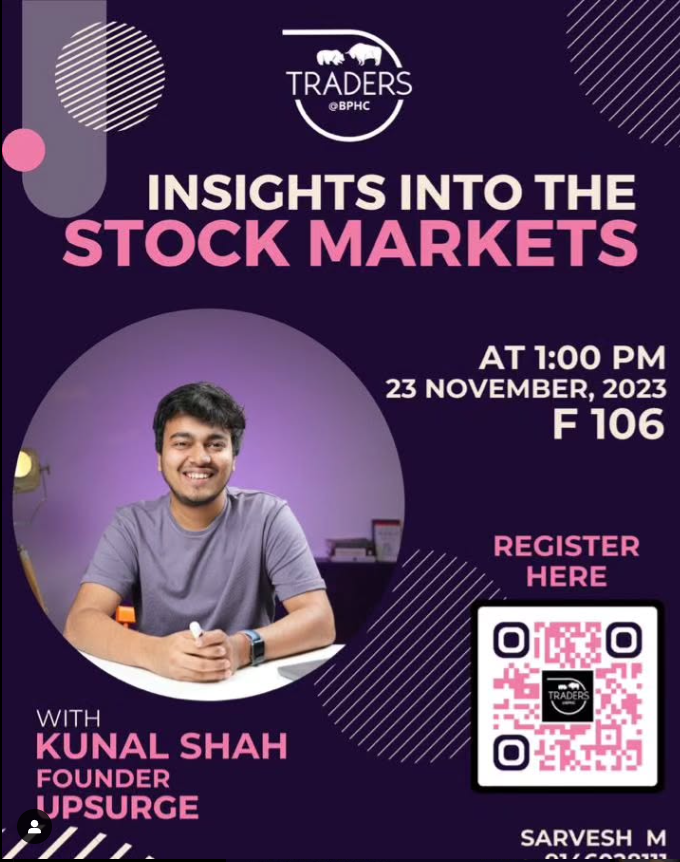 TRADERS
@BPHC
INSIGHTS INTO THE
STOCK MARKETS
AT 1:00 PM
23 NOVEMBER, 2023
F 106
REGISTER
HERE
TRADERS
WITH
KUNAL SHAH
FOUNDER
UPSURGE
SARVESH M